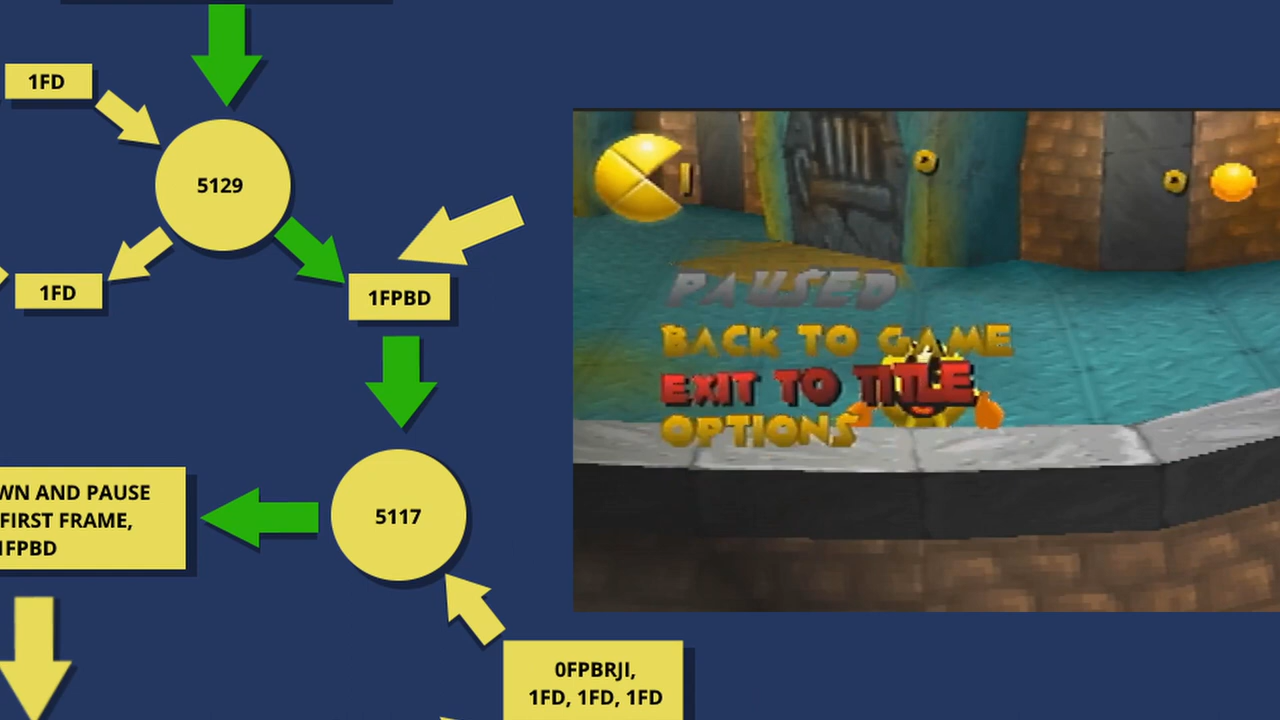 1FD
5129
1FD
1FPBD
PAUSED
BACK TO GAME
EXIT TO TITLE
OPTIONS
WN AND PAUSE
FIRST FRAME,
1FPBD
5117
0FPBRJI,
1FD, 1FD, 1FD